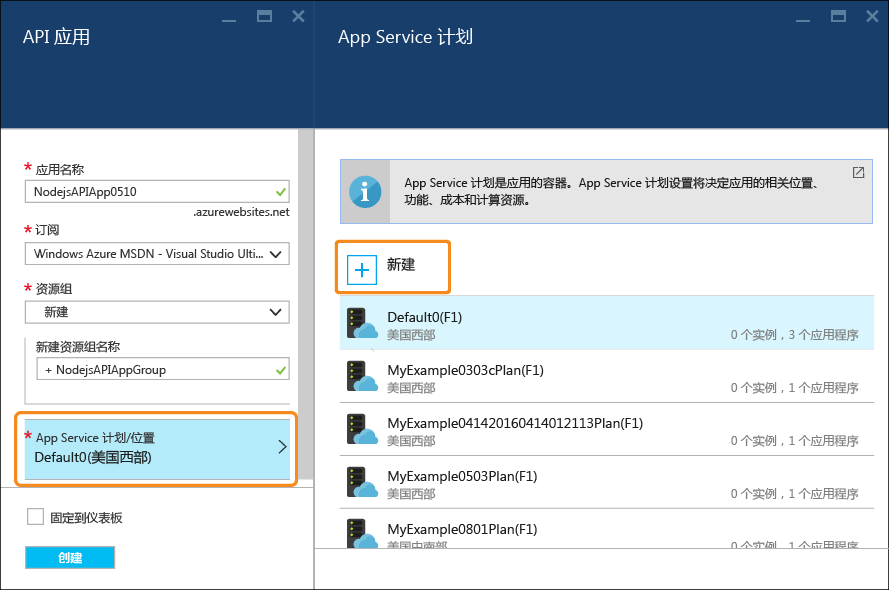 API 应用
* 应用名称
NodejsAPIApp0510
.azurewebsites.net
* 订阅
Windows Azure MSDN - Visual Studio Ulti...
* 资源组
新建
新建资源组名称
+ NodejsAPIAppGroup
* App Service 计划/位置
Default0(美国西部)
固定到仪表板
创建
App Service 计划
App Service 计划是应用的容器。App Service 计划设置将决定应用的相关位置、
功能、成本和计算资源。
新建
Default0(F1)
美国西部 0 个实例，3 个应用程序
MyExample0303cPlan(F1)
美国西部 0 个实例，1 个应用程序
MyExample041420160414012113Plan(F1)
美国西部 0 个实例，1 个应用程序
MyExample0503Plan(F1)
美国西部 0 个实例，1 个应用程序
MyExample0801Plan(F1)
美国中南部 0 个实例，1 个应用程序